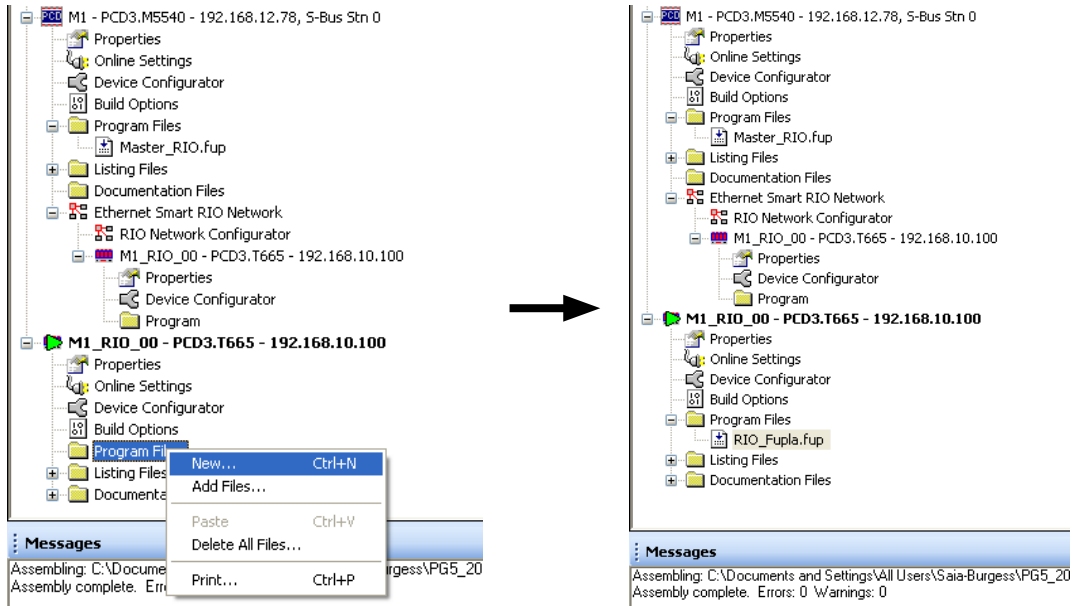 M1 - PCD3.M5540 - 192.168.12.78, S-Bus Stn 0
Properties
Online Settings
Device Configurator
Build Options
Program Files
Master_RIO.fup
Listing Files
Documentation Files
Ethernet Smart RIO Network
RIO Network Configurator
M1_RIO_00 - PCD3.T665 - 192.168.10.100
Properties
Device Configurator
Program
M1_RIO_00 - PCD3.T665 - 192.168.10.100
Properties
Online Settings
Device Configurator
Build Options
Program Fil
Listing Files
Documenta
New... Ctrl+N
Add Files...
Paste Ctrl+V
Delete All Files...
Print... Ctrl+P
Messages
Assembling: C:\Docume rgess\PG5_20
Assembly complete. Erro
M1 - PCD3.M5540 - 192.168.12.78, S-Bus Stn 0
Properties
Online Settings
Device Configurator
Build Options
Program Files
Master_RIO.fup
Listing Files
Documentation Files
Ethernet Smart RIO Network
RIO Network Configurator
M1_RIO_00 - PCD3.T665 - 192.168.10.100
Properties
Device Configurator
Program
M1_RIO_00 - PCD3.T665 - 192.168.10.100
Properties
Online Settings
Device Configurator
Build Options
Program Files
RIO_Fupla.fup
Listing Files
Documentation Files
Messages
Assembling: C:\Documents and Settings\All Users\Saia-Burgess\PG5_20
Assembly complete. Errors: 0 Warnings: 0